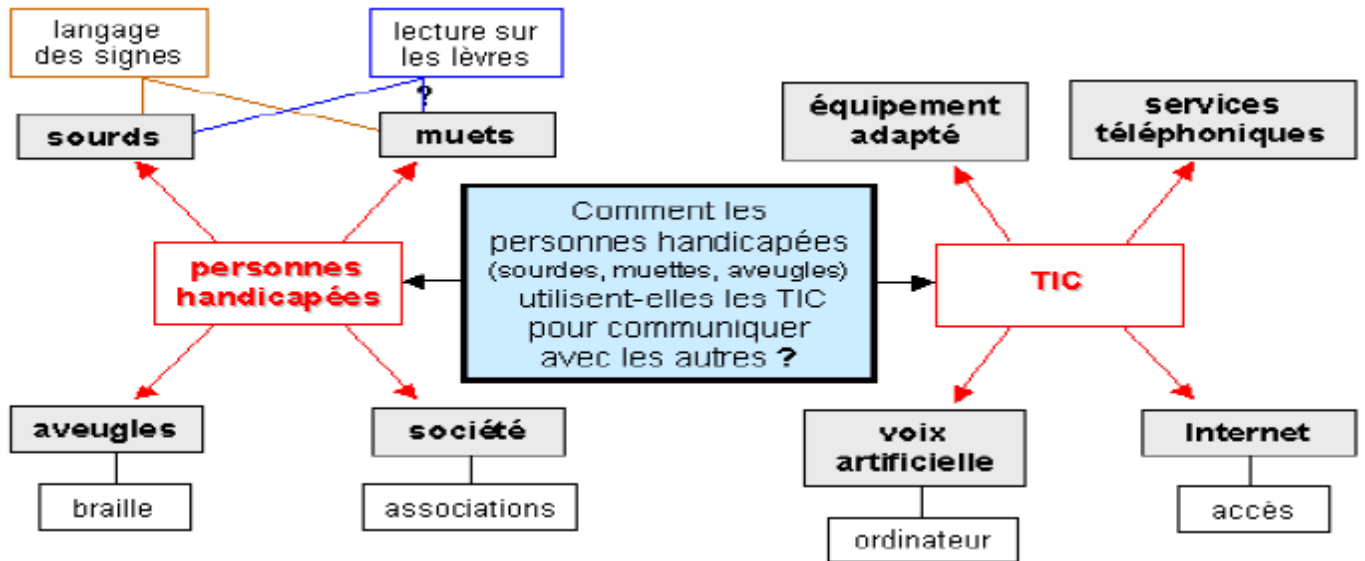 langage
des signes
lecture sur
les lèvres
?
sourds
muets
équipement
adapté
services
téléphoniques
Comment les
personnes handicapées
(sourdes, muettes, aveugles)
utilisent-elles les TIC
pour communiquer
avec les autres ?
personnes
handicapées
TIC
aveugles
société
voix
artificielle
Internet
braille
associations
ordinateur
accès